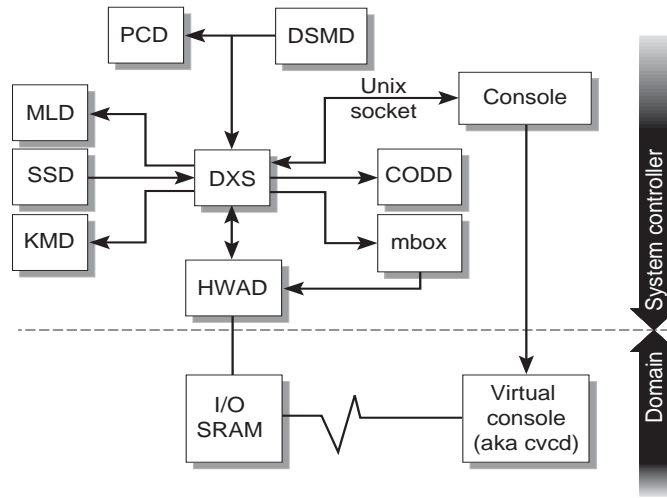 PCD
DSMD
Unix
socket
Console
MLD
SSD
DXS
CODD
KMD
mbox
HWAD
System controller
Domain
I/O
SRAM
Virtual
console
(aka cvcd)